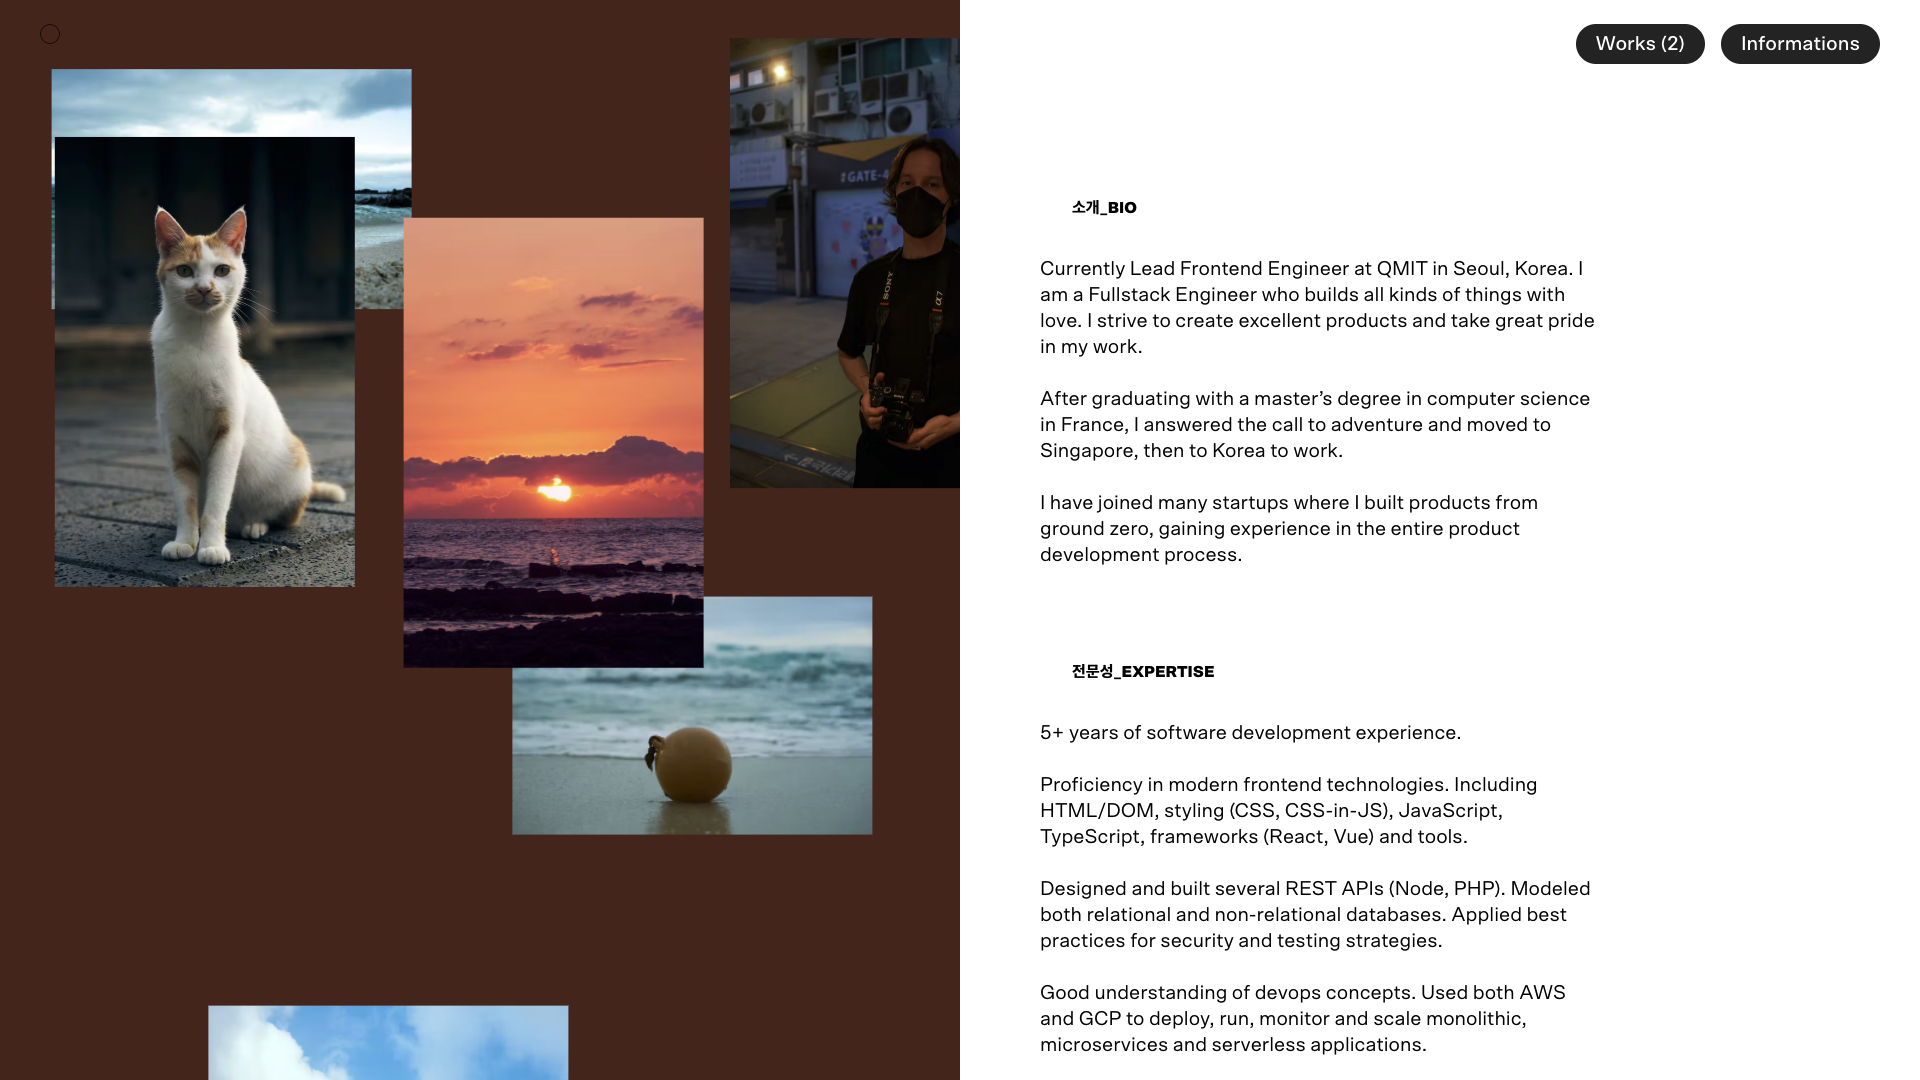 Works (2)
Informations
GATE-4
SONY
α7
소개_BIO
Currently Lead Frontend Engineer at QMIT in Seoul, Korea. I
am a Fullstack Engineer who builds all kinds of things with
love. I strive to create excellent products and take great pride
in my work.
After graduating with a master’s degree in computer science
in France, I answered the call to adventure and moved to
Singapore, then to Korea to work.
I have joined many startups where I built products from
ground zero, gaining experience in the entire product
development process.
전문성_EXPERTISE
5+ years of software development experience.
Proficiency in modern frontend technologies. Including
HTML/DOM, styling (CSS, CSS-in-JS), JavaScript,
TypeScript, frameworks (React, Vue) and tools.
Designed and built several REST APIs (Node, PHP). Modeled
both relational and non-relational databases. Applied best
practices for security and testing strategies.
Good understanding of devops concepts. Used both AWS
and GCP to deploy, run, monitor and scale monolithic,
microservices and serverless applications.